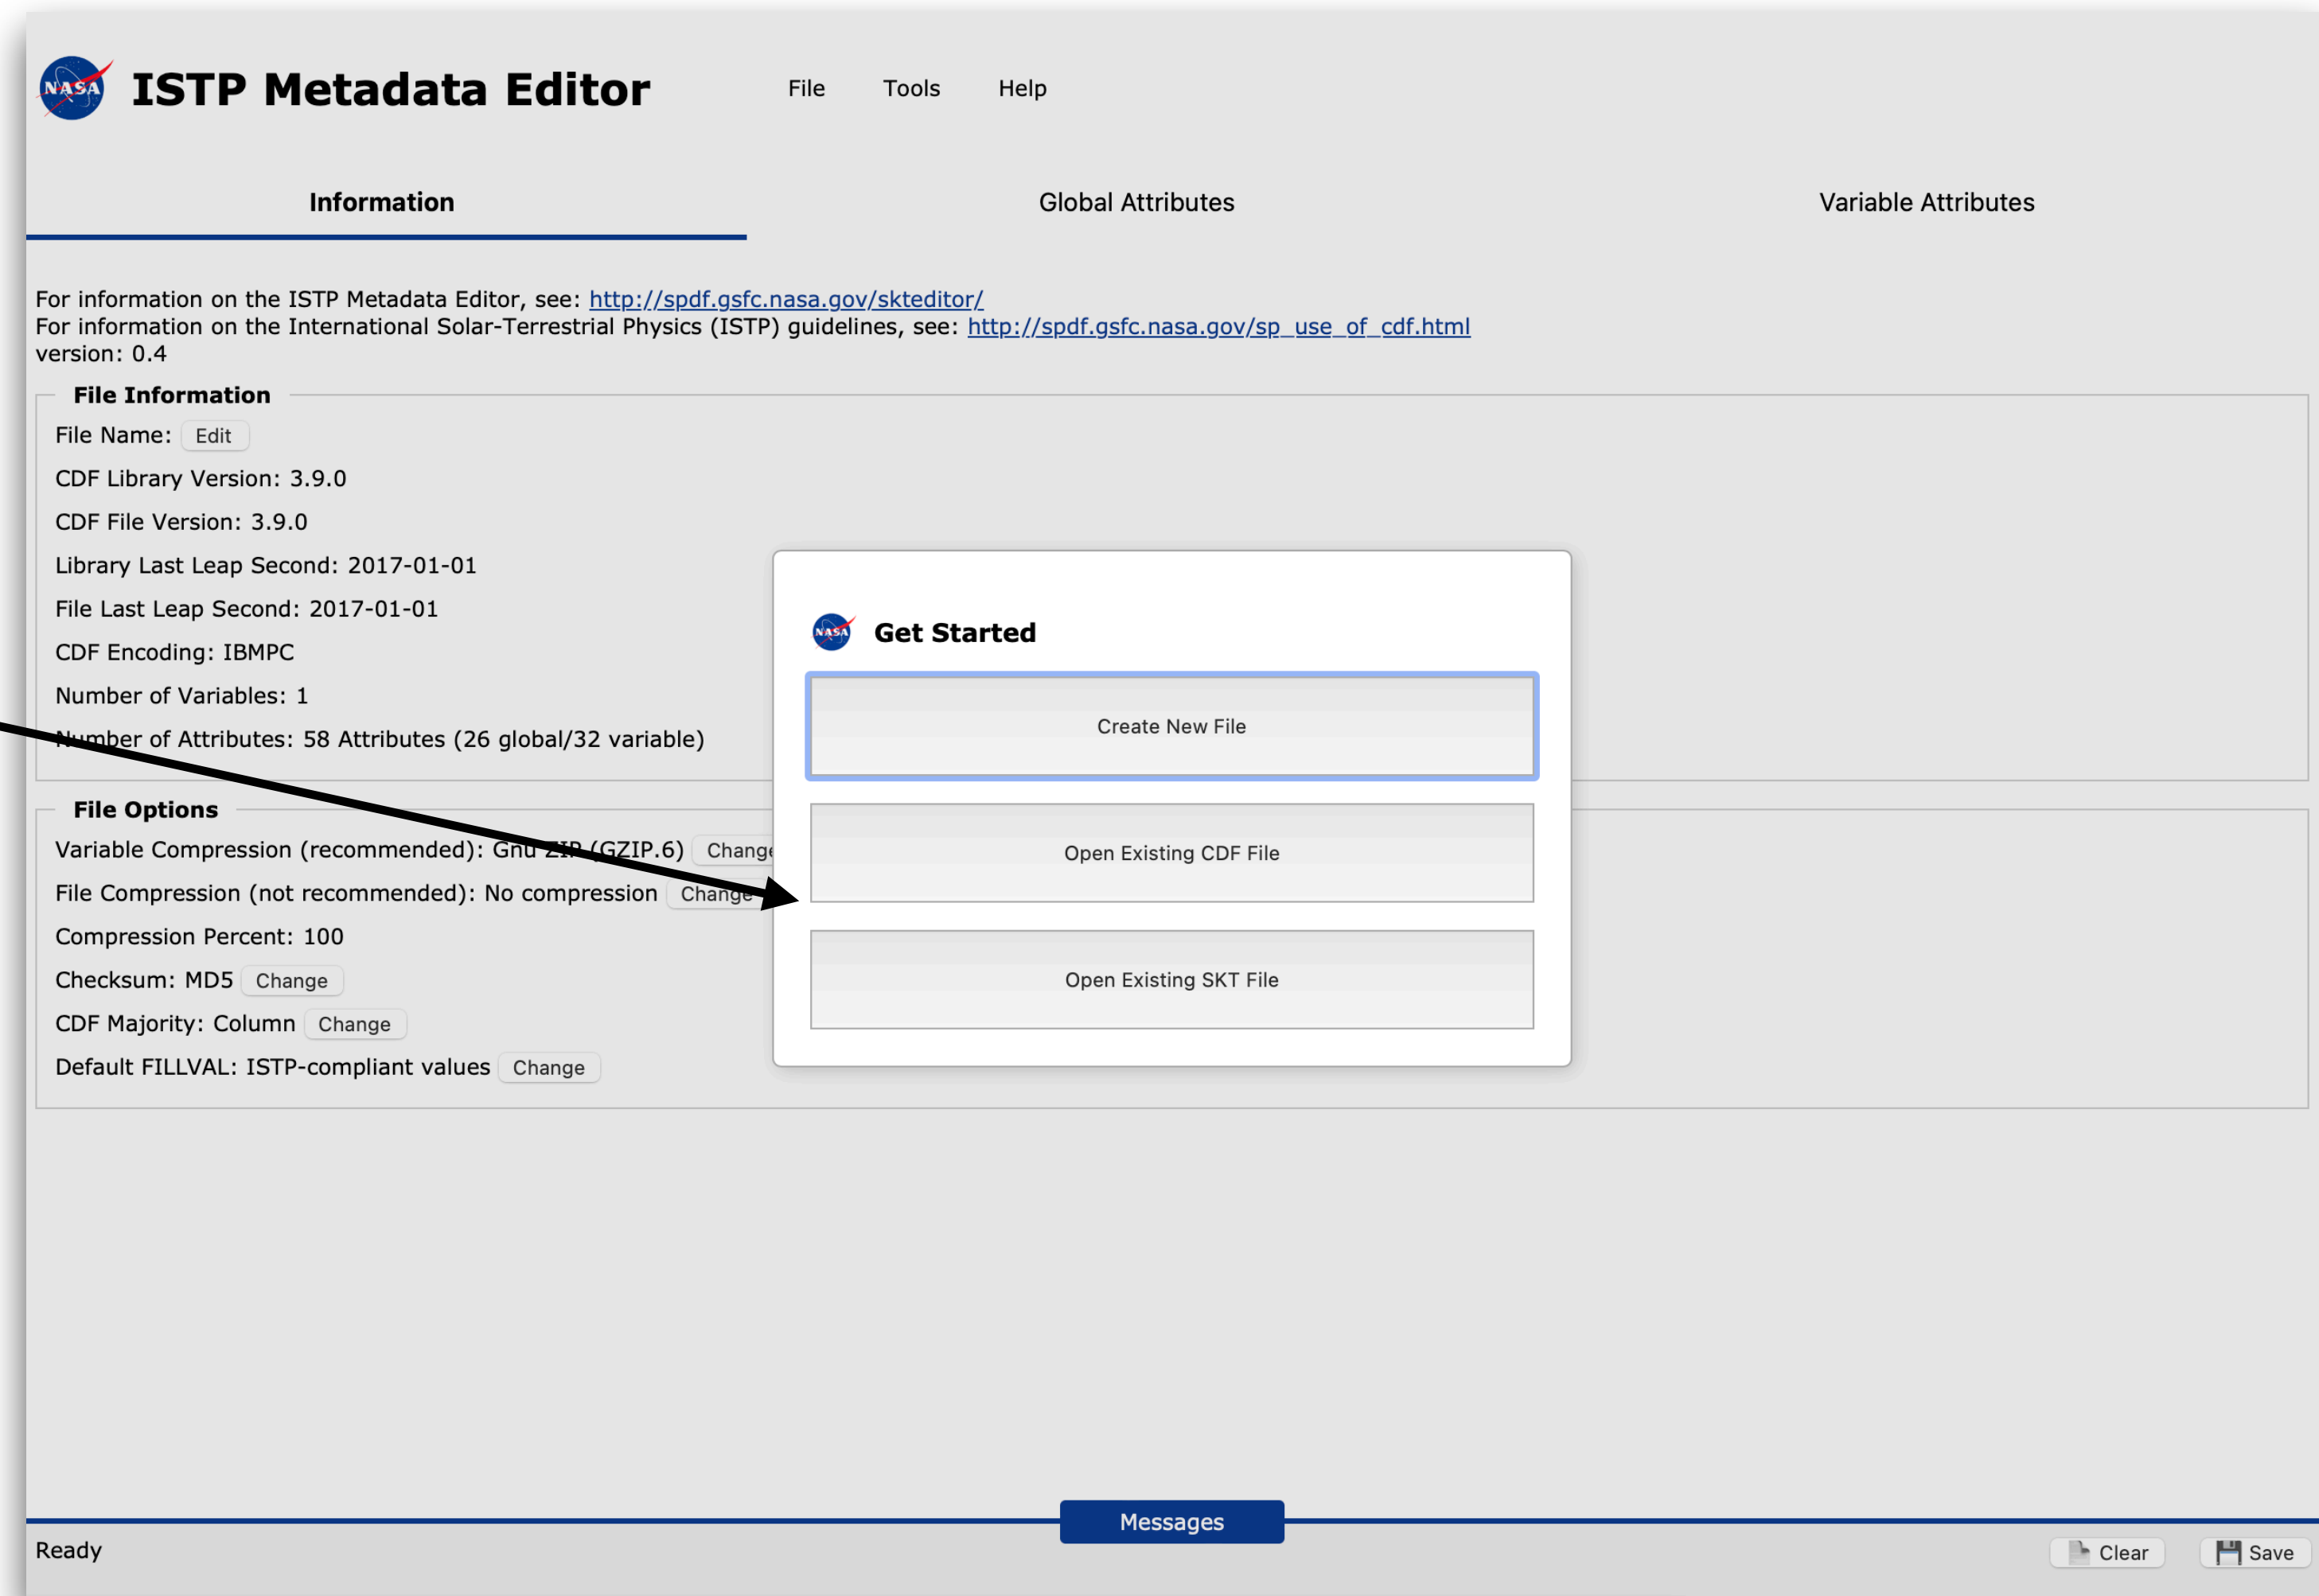 NASA
ISTP Metadata Editor
File Tools Help
Information Global Attributes Variable Attributes
For information on the ISTP Metadata Editor, see: http://spdf.gsfc.nasa.gov/skteditor/
For information on the International Solar-Terrestrial Physics (ISTP) guidelines, see: http://spdf.gsfc.nasa.gov/sp_use_of_cdf.html
version: 0.4
File Information
File Name: Edit
CDF Library Version: 3.9.0
CDF File Version: 3.9.0
Library Last Leap Second: 2017-01-01
File Last Leap Second: 2017-01-01
CDF Encoding: IBMPC
Number of Variables: 1
Number of Attributes: 58 Attributes (26 global/32 variable)
File Options
Variable Compression (recommended): Gnu ZIP (GZIP.6) Change
File Compression (not recommended): No compression Change
Compression Percent: 100
Checksum: MD5 Change
CDF Majority: Column Change
Default FILLVAL: ISTP-compliant values Change
NASA
Get Started
Create New File
Open Existing CDF File
Open Existing SKT File
Messages
Ready
Clear Save